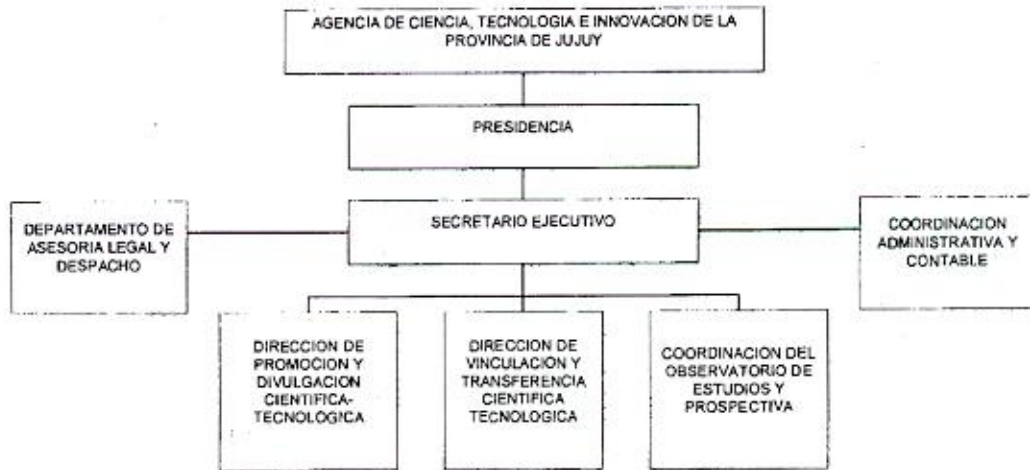 AGENCIA DE CIENCIA, TECNOLOGIA E INNOVACION DE LA
PROVINCIA DE JUJUY
PRESIDENCIA
DEPARTAMENTO DE
ASESORIA LEGAL Y
DESPACHO
SECRETARIO EJECUTIVO
COORDINACION
ADMINISTRATIVA Y
CONTABLE
DIRECCION DE
PROMOCION Y
DIVULGACION
CIENTIFICA-
TECNOLOGICA
DIRECCION DE
VINCULACION Y
TRANSFERENCIA
CIENTIFICA
TECNOLOGICA
COORDINACION DEL
OBSERVATORIO DE
ESTUDIOS Y
PROSPECTIVA